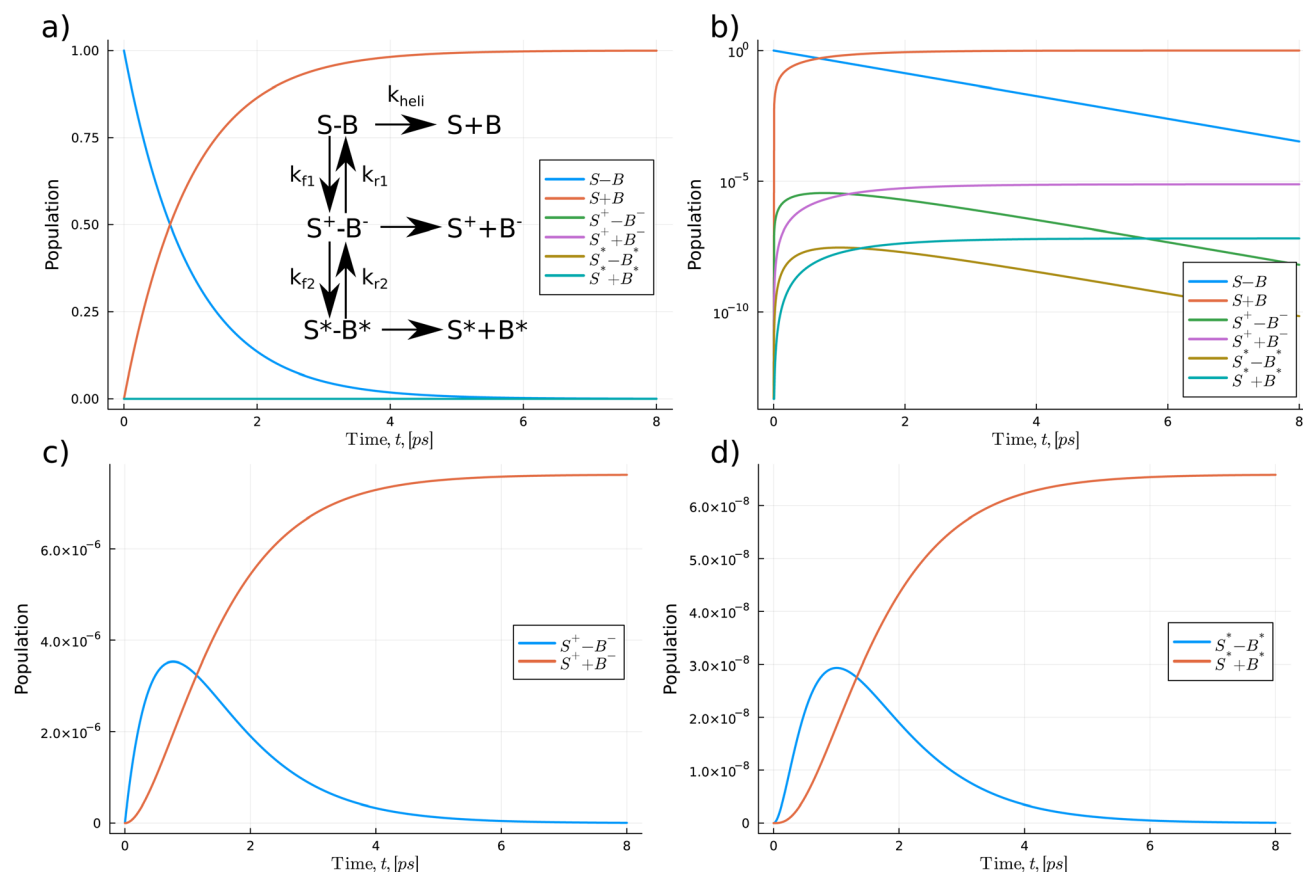 a)
1.00
0.75
0.50
0.25
0.00
Population
0 2 4 6 8
Time, t, [ps]
k_heli
S-B S+B
k_f1 k_r1
S⁺-B⁻ S⁺+B⁻
k_f2 k_r2
S*-B* S*+B*
S−B
S+B
S⁺−B⁻
S⁺+B⁻
S*−B*
S*+B*
b)
10⁰
10⁻⁵
10⁻¹⁰
Population
0 2 4 6 8
Time, t, [ps]
S−B
S+B
S⁺−B⁻
S⁺+B⁻
S*−B*
S*+B*
c)
6.0×10⁻⁶
4.0×10⁻⁶
2.0×10⁻⁶
0
Population
0 2 4 6 8
Time, t, [ps]
S⁺−B⁻
S⁺+B⁻
d)
6.0×10⁻⁸
5.0×10⁻⁸
4.0×10⁻⁸
3.0×10⁻⁸
2.0×10⁻⁸
1.0×10⁻⁸
0
Population
0 2 4 6 8
Time, t, [ps]
S*−B*
S*+B*